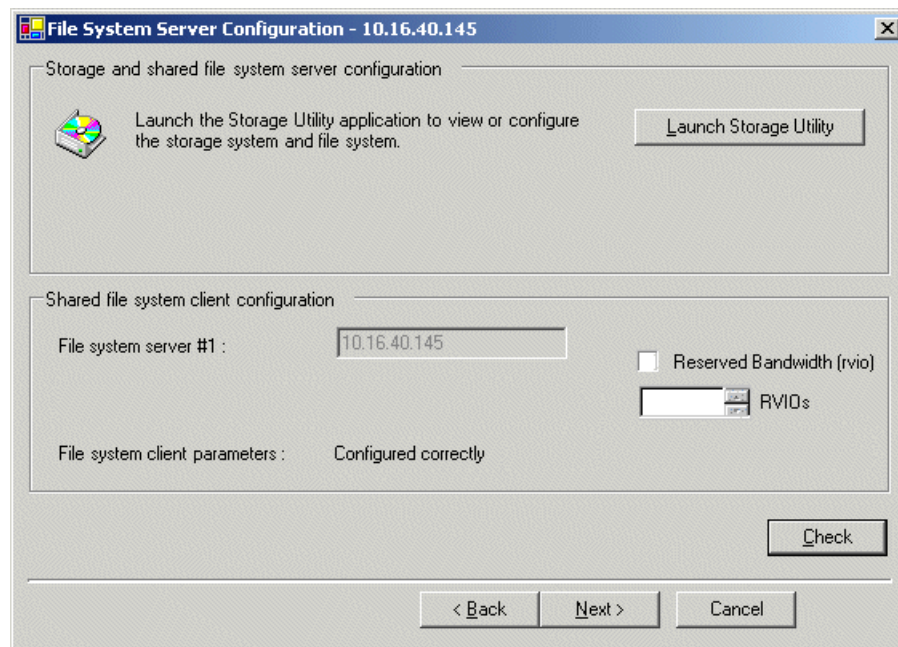 File System Server Configuration - 10.16.40.145
Storage and shared file system server configuration
Launch the Storage Utility application to view or configure
the storage system and file system.
Launch Storage Utility
Shared file system client configuration
File system server #1 :
10.16.40.145
Reserved Bandwidth (rvio)
RVIOs
File system client parameters :
Configured correctly
Check
< Back
Next >
Cancel